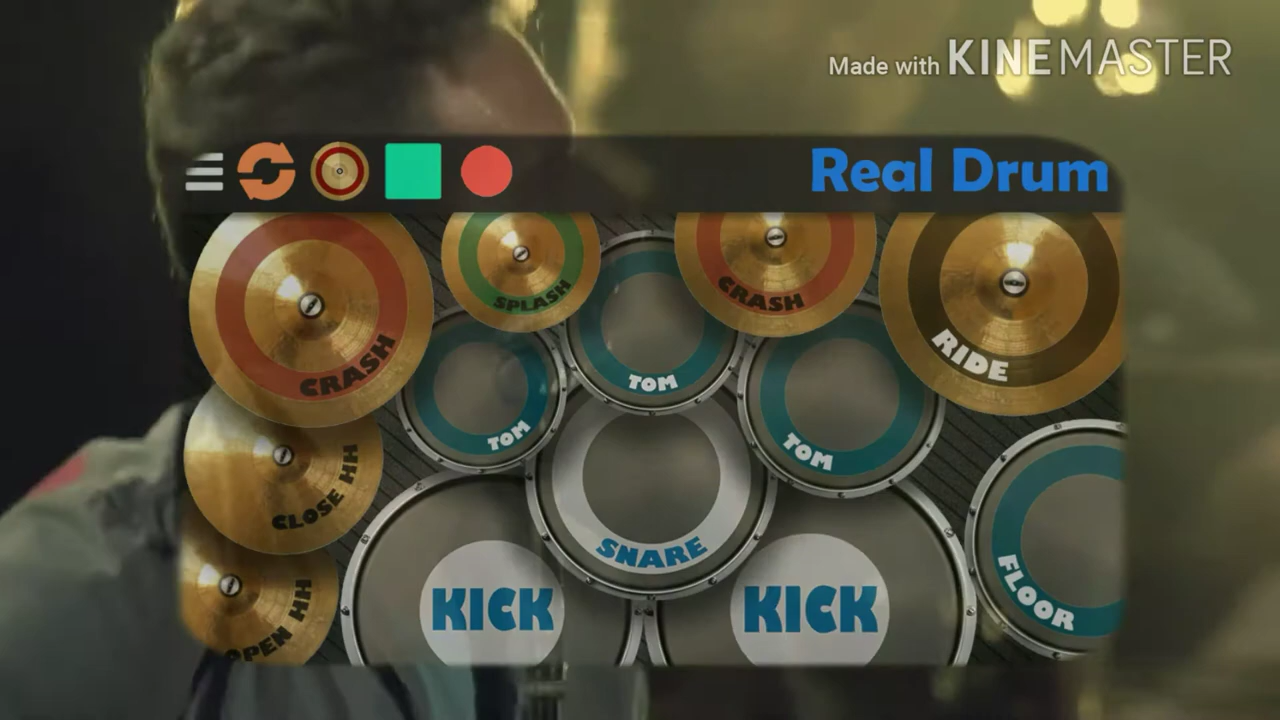 Made with KINEMASTER
Real Drum
CRASH
SPLASH
CRASH
RIDE
TOM
TOM
TOM
CLOSE HH
SNARE
OPEN HH
KICK
KICK
FLOOR